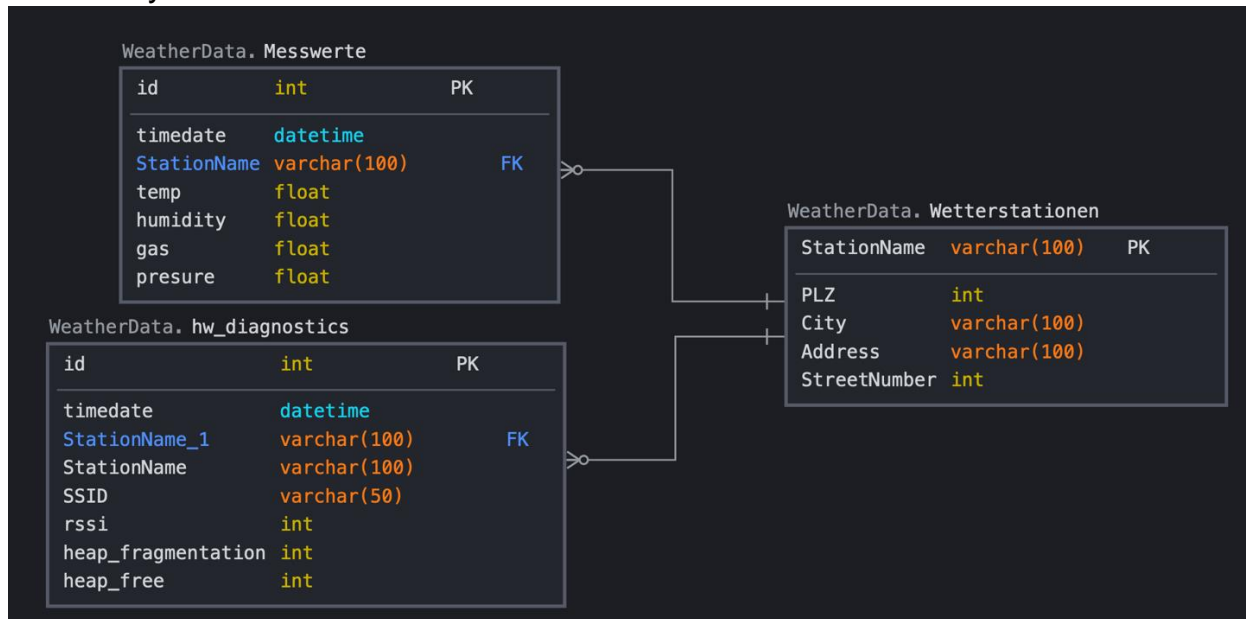 WeatherData. Messwerte
id int PK
timedate datetime
StationName varchar(100) FK
temp float
humidity float
gas float
presure float
WeatherData. hw_diagnostics
id int PK
timedate datetime
StationName_1 varchar(100) FK
StationName varchar(100)
SSID varchar(50)
rssi int
heap_fragmentation int
heap_free int
WeatherData. Wetterstationen
StationName varchar(100) PK
PLZ int
City varchar(100)
Address varchar(100)
StreetNumber int